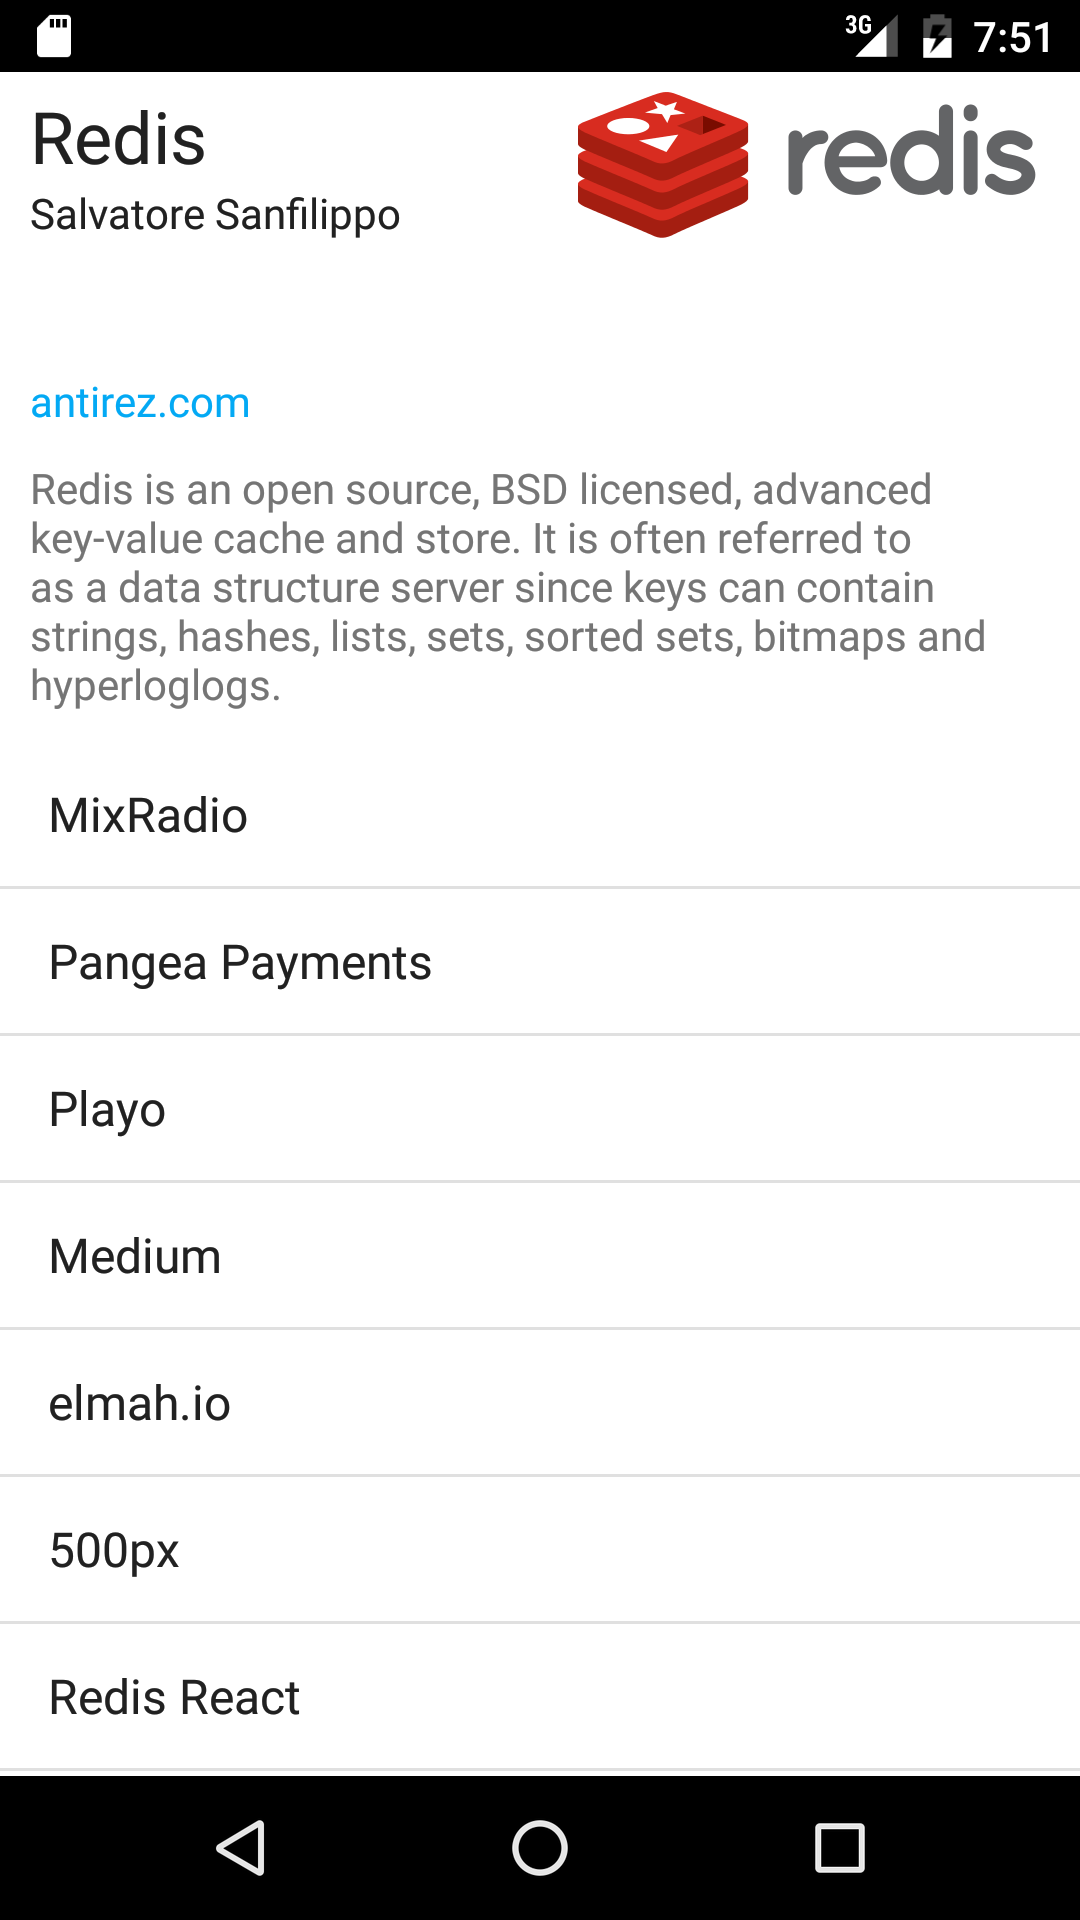 3G 7:51
Redis
redis
Salvatore Sanfilippo
antirez.com
Redis is an open source, BSD licensed, advanced
key-value cache and store. It is often referred to
as a data structure server since keys can contain
strings, hashes, lists, sets, sorted sets, bitmaps and
hyperloglogs.
MixRadio
Pangea Payments
Playo
Medium
elmah.io
500px
Redis React